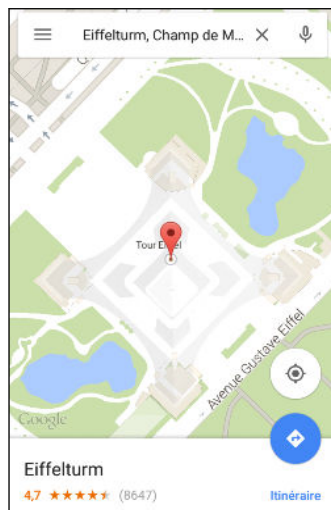 Eiffelturm, Champ de M...
Tour Eiffel
Avenue Gustave Eiffel
Google
Eiffelturm
4,7 (8647)
Itinéraire